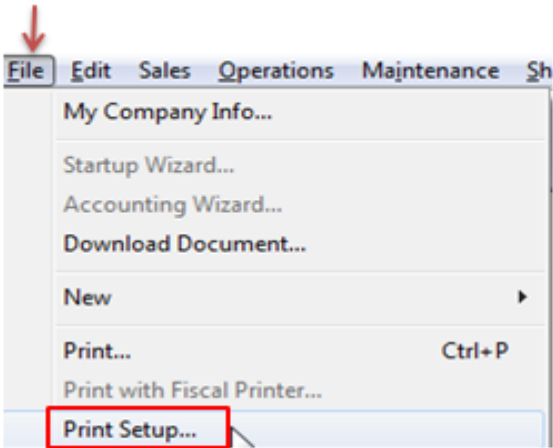 File Edit Sales Operations Maintenance Sh
My Company Info...
Startup Wizard...
Accounting Wizard...
Download Document...
New
Print... Ctrl+P
Print with Fiscal Printer...
Print Setup...